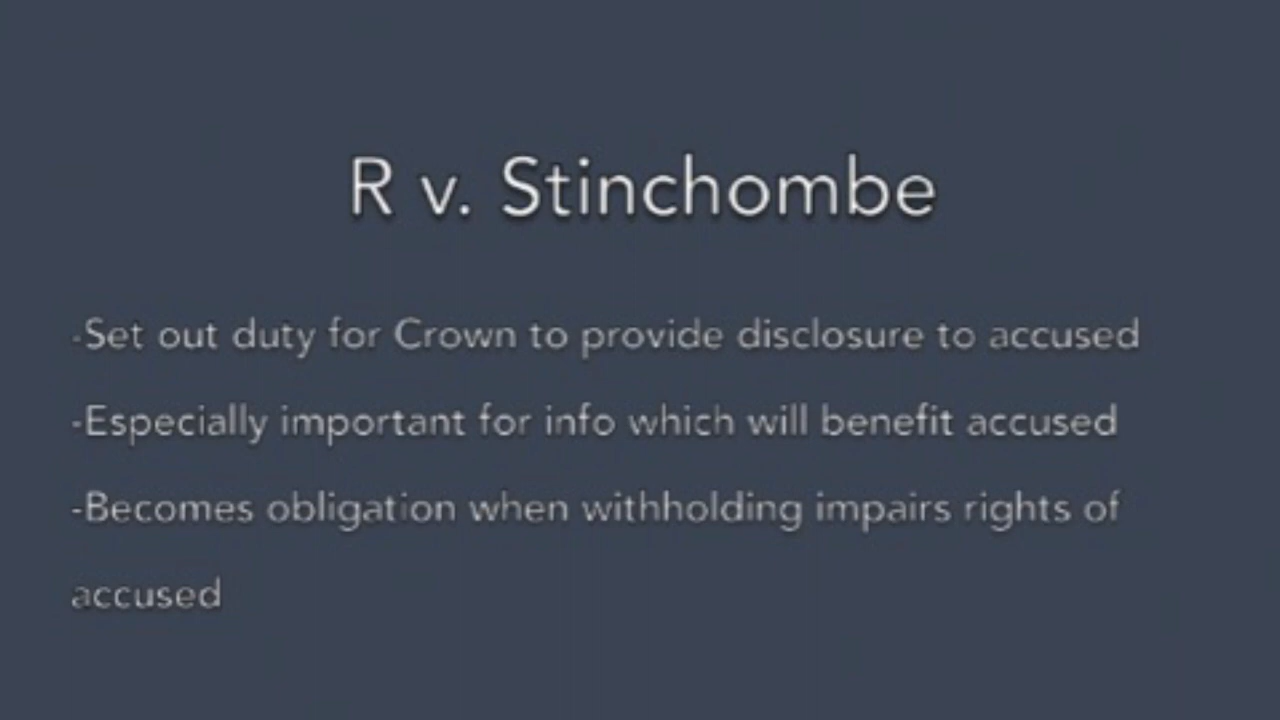 R v. Stinchombe
-Set out duty for Crown to provide disclosure to accused
-Especially important for info which will benefit accused
-Becomes obligation when withholding impairs rights of
accused